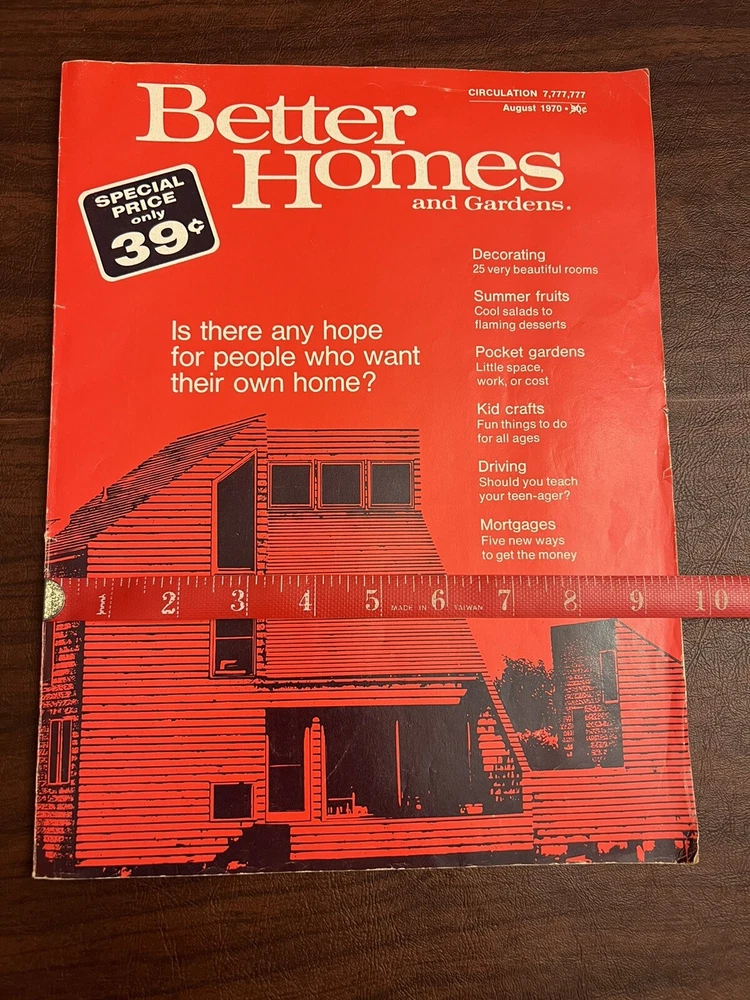 CIRCULATION 7,777,777
August 1970 •
Better
Homes
and Gardens.
SPECIAL
PRICE
only
39¢
Decorating
25 very beautiful rooms
Summer fruits
Cool salads to
flaming desserts
Pocket gardens
Little space,
work, or cost
Kid crafts
Fun things to do
for all ages
Driving
Should you teach
your teen-ager?
Mortgages
Five new ways
to get the money
Is there any hope
for people who want
their own home?
1 2 3 4 5 MADE IN 6 TAIWAN 7 8 9 10